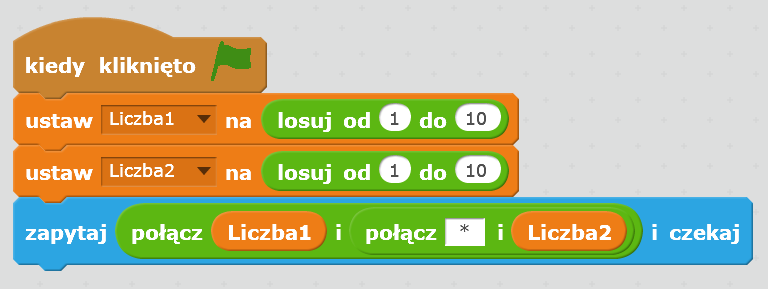 kiedy kliknięto
ustaw Liczba1 na losuj od 1 do 10
ustaw Liczba2 na losuj od 1 do 10
zapytaj połącz Liczba1 i połącz * i Liczba2 i czekaj